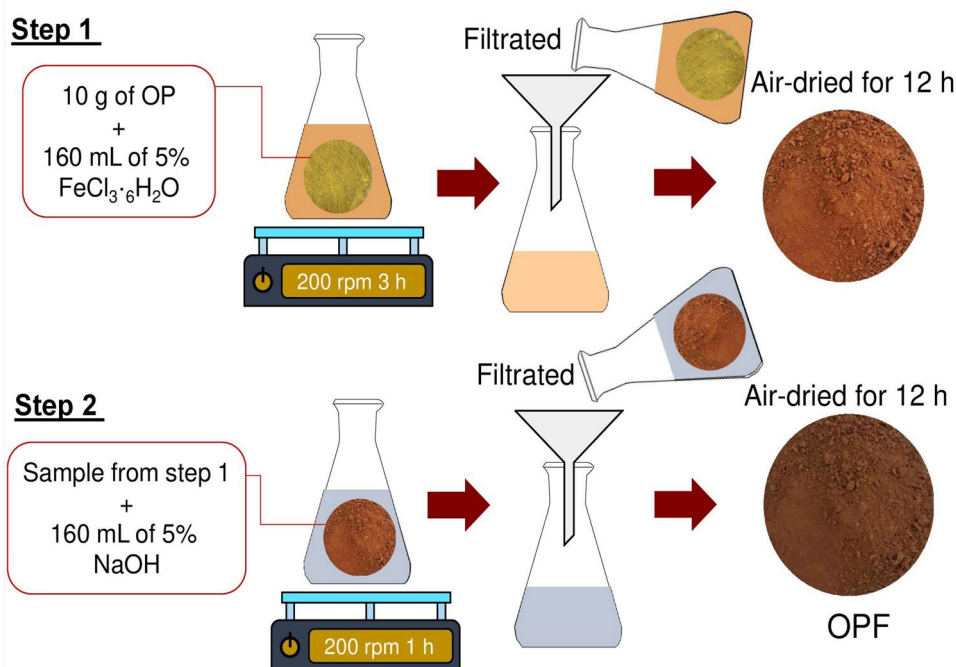 Step 1
10 g of OP
+
160 mL of 5%
FeCl₃·₆H₂O
200 rpm 3 h
Filtrated
Air-dried for 12 h
Step 2
Sample from step 1
+
160 mL of 5%
NaOH
200 rpm 1 h
Filtrated
Air-dried for 12 h
OPF